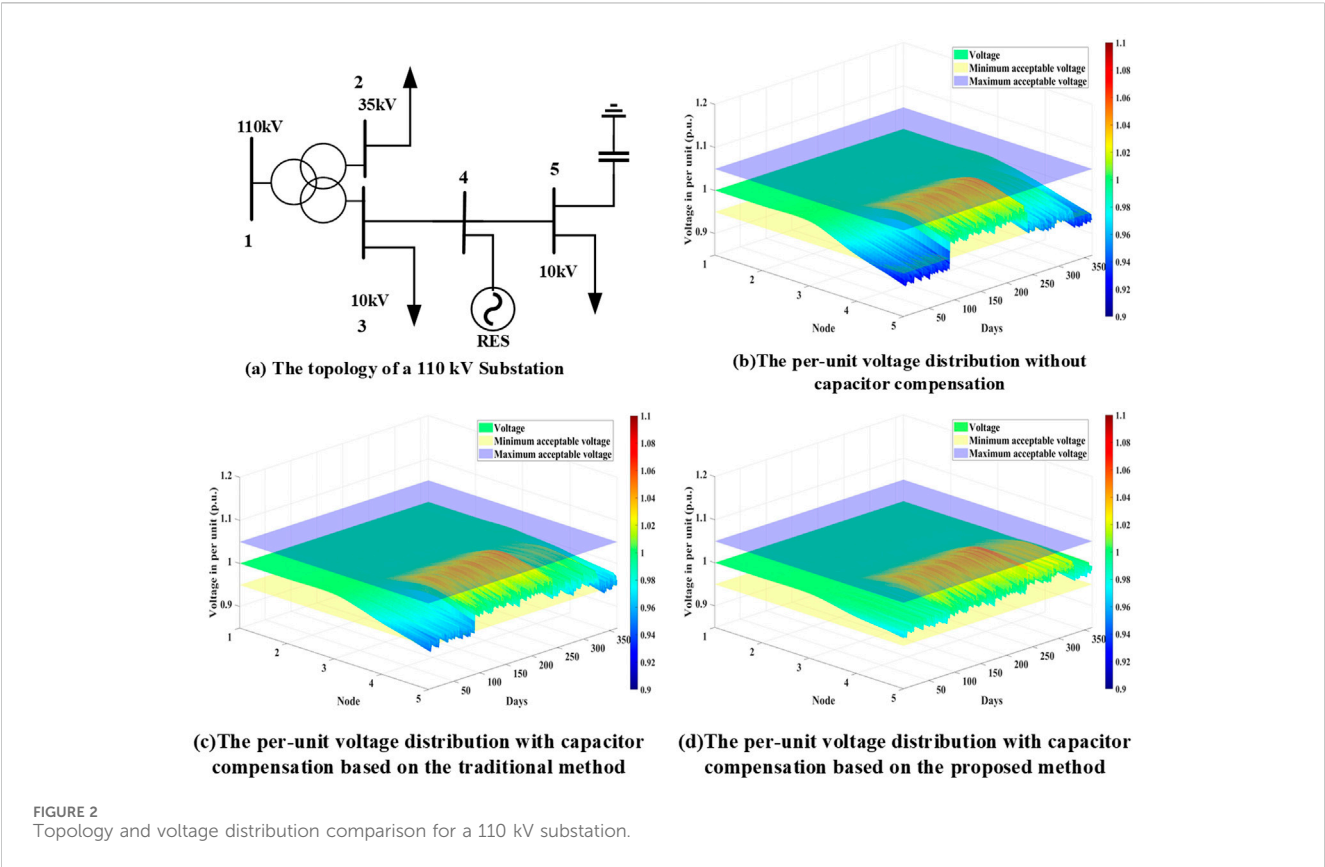 2
35kV
110kV
1
4
5
10kV
3
10kV
RES
(a) The topology of a 110 kV Substation
Voltage
Minimum acceptable voltage
Maximum acceptable voltage
Voltage in per unit (p.u.)
1.2
1.1
1
0.9
1
2
3
4
5
Node
50
100
150
200
250
300
350
Days
1.1
1.08
1.06
1.04
1.02
1
0.98
0.96
0.94
0.92
0.9
(b)The per-unit voltage distribution without
capacitor compensation
Voltage
Minimum acceptable voltage
Maximum acceptable voltage
Voltage in per unit (p.u.)
1.2
1.1
1
0.9
1
2
3
4
5
Node
50
100
150
200
250
300
350
Days
1.1
1.08
1.06
1.04
1.02
1
0.98
0.96
0.94
0.92
0.9
(c)The per-unit voltage distribution with capacitor
compensation based on the traditional method
Voltage
Minimum acceptable voltage
Maximum acceptable voltage
Voltage in per unit (p.u.)
1.2
1.1
1
0.9
1
2
3
4
5
Node
50
100
150
200
250
300
350
Days
1.1
1.08
1.06
1.04
1.02
1
0.98
0.96
0.94
0.92
0.9
(d)The per-unit voltage distribution with capacitor
compensation based on the proposed method
FIGURE 2
Topology and voltage distribution comparison for a 110 kV substation.